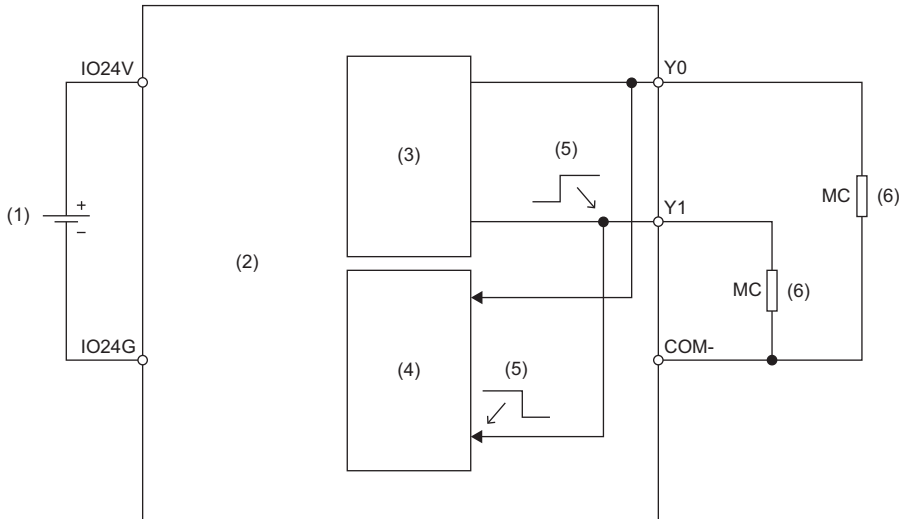 IO24V
Y0
(3)
(5)
MC
(6)
(1)
+
−
Y1
(2)
MC
(6)
IO24G
COM-
(4)
(5)